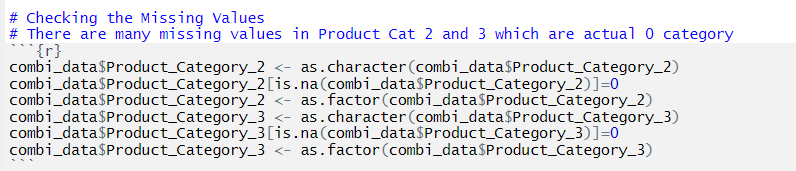 # Checking the Missing Values
# There are many missing values in Product Cat 2 and 3 which are actual 0 category
```{r}
combi_data$Product_Category_2 <- as.character(combi_data$Product_Category_2)
combi_data$Product_Category_2[is.na(combi_data$Product_Category_2)]=0
combi_data$Product_Category_2 <- as.factor(combi_data$Product_Category_2)
combi_data$Product_Category_3 <- as.character(combi_data$Product_Category_3)
combi_data$Product_Category_3[is.na(combi_data$Product_Category_3)]=0
combi_data$Product_Category_3 <- as.factor(combi_data$Product_Category_3)
```